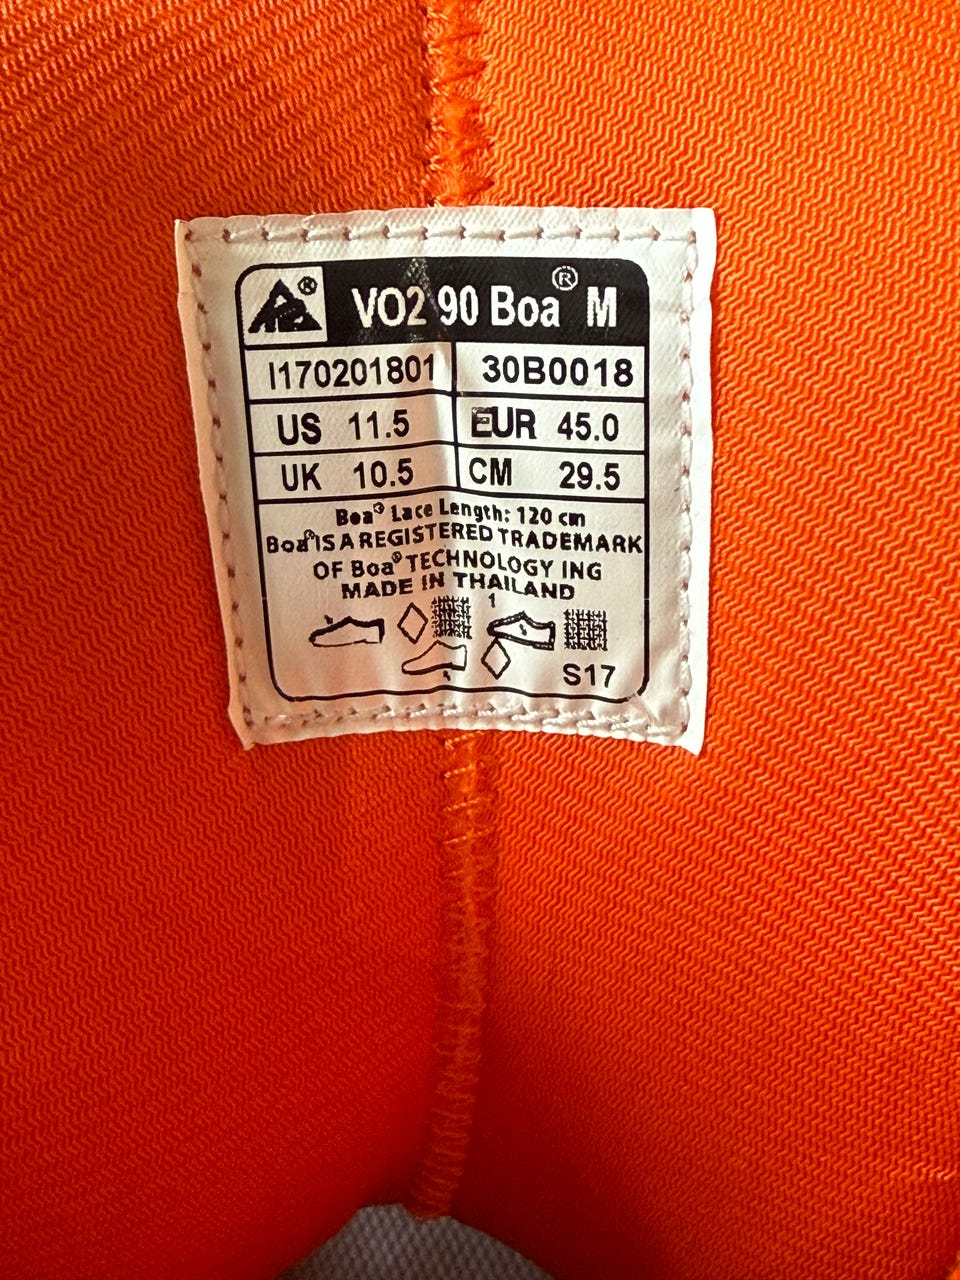 VO2 90 Boa® M
I170201801 30B0018
US 11.5 EUR 45.0
UK 10.5 CM 29.5
Boa® Lace Length: 120 cm
Boa® IS A REGISTERED TRADEMARK
OF Boa® TECHNOLOGY ING
MADE IN THAILAND
1
S17